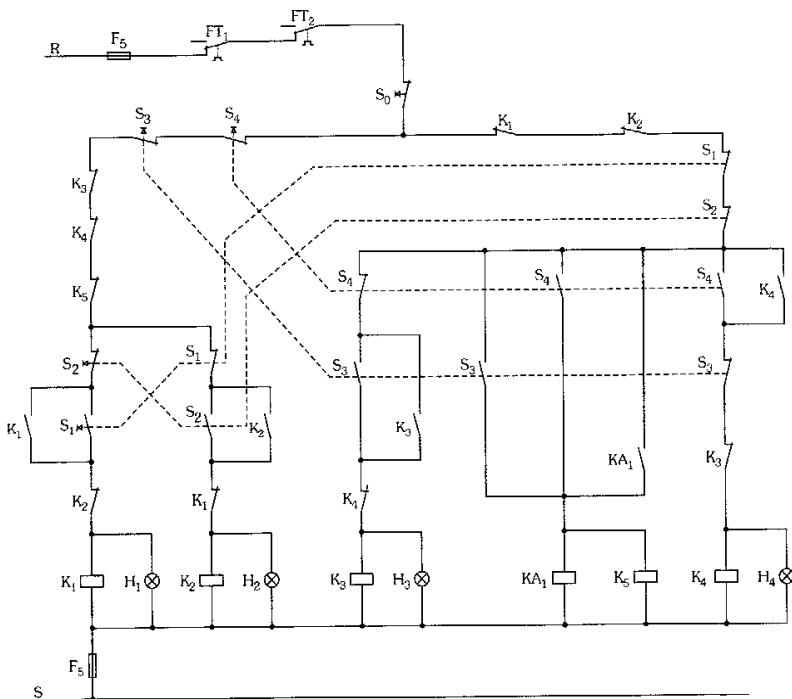 R F₅ FT₁ FT₂
S₀
S₃ S₄ K₁ K₂
S₁
K₃
S₂
K₄
S₄ S₄ S₄ K₄
K₅
S₂ S₁ S₃ S₃ S₃
K₁ S₁ S₂ K₂ K₃
KA₁ K₃
K₂ K₁ K₄
K₁ H₁ K₂ H₂ K₃ H₃ KA₁ K₅ K₄ H₄
F₅
S